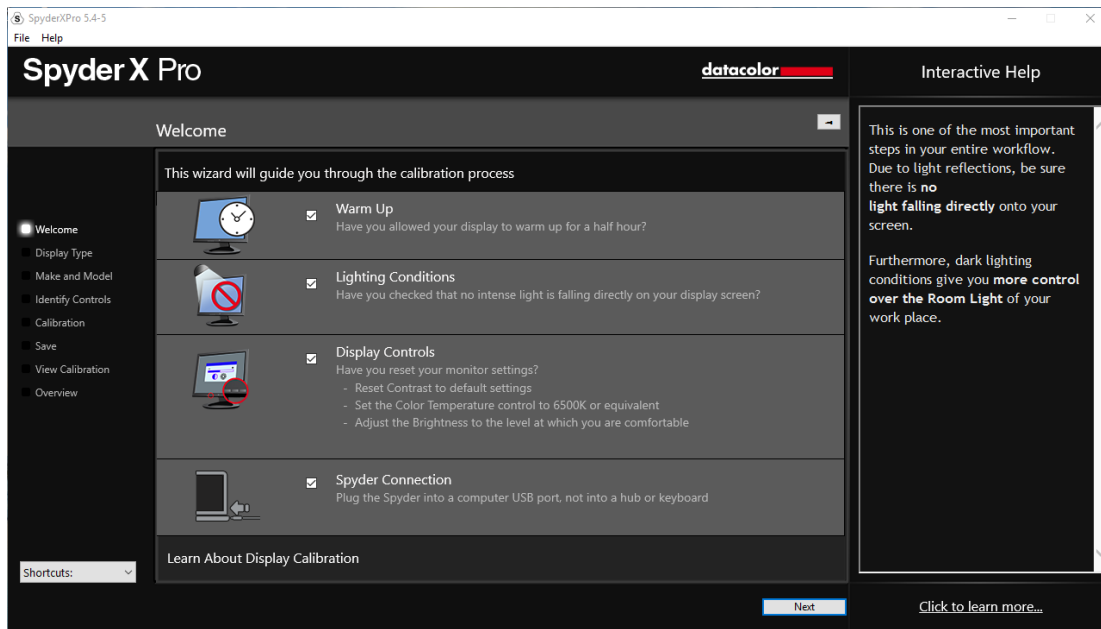 SpyderXPro 5.4-5
File Help
Spyder X Pro
datacolor
Interactive Help
Welcome
This wizard will guide you through the calibration process
Welcome
Display Type
Make and Model
Identify Controls
Calibration
Save
View Calibration
Overview
Shortcuts:
Warm Up
Have you allowed your display to warm up for a half hour?
Lighting Conditions
Have you checked that no intense light is falling directly on your display screen?
Display Controls
Have you reset your monitor settings?
- Reset Contrast to default settings
- Set the Color Temperature control to 6500K or equivalent
- Adjust the Brightness to the level at which you are comfortable
Spyder Connection
Plug the Spyder into a computer USB port, not into a hub or keyboard
Learn About Display Calibration
Next
This is one of the most important
steps in your entire workflow.
Due to light reflections, be sure
there is no
light falling directly onto your
screen.
Furthermore, dark lighting
conditions give you more control
over the Room Light of your
work place.
Click to learn more...